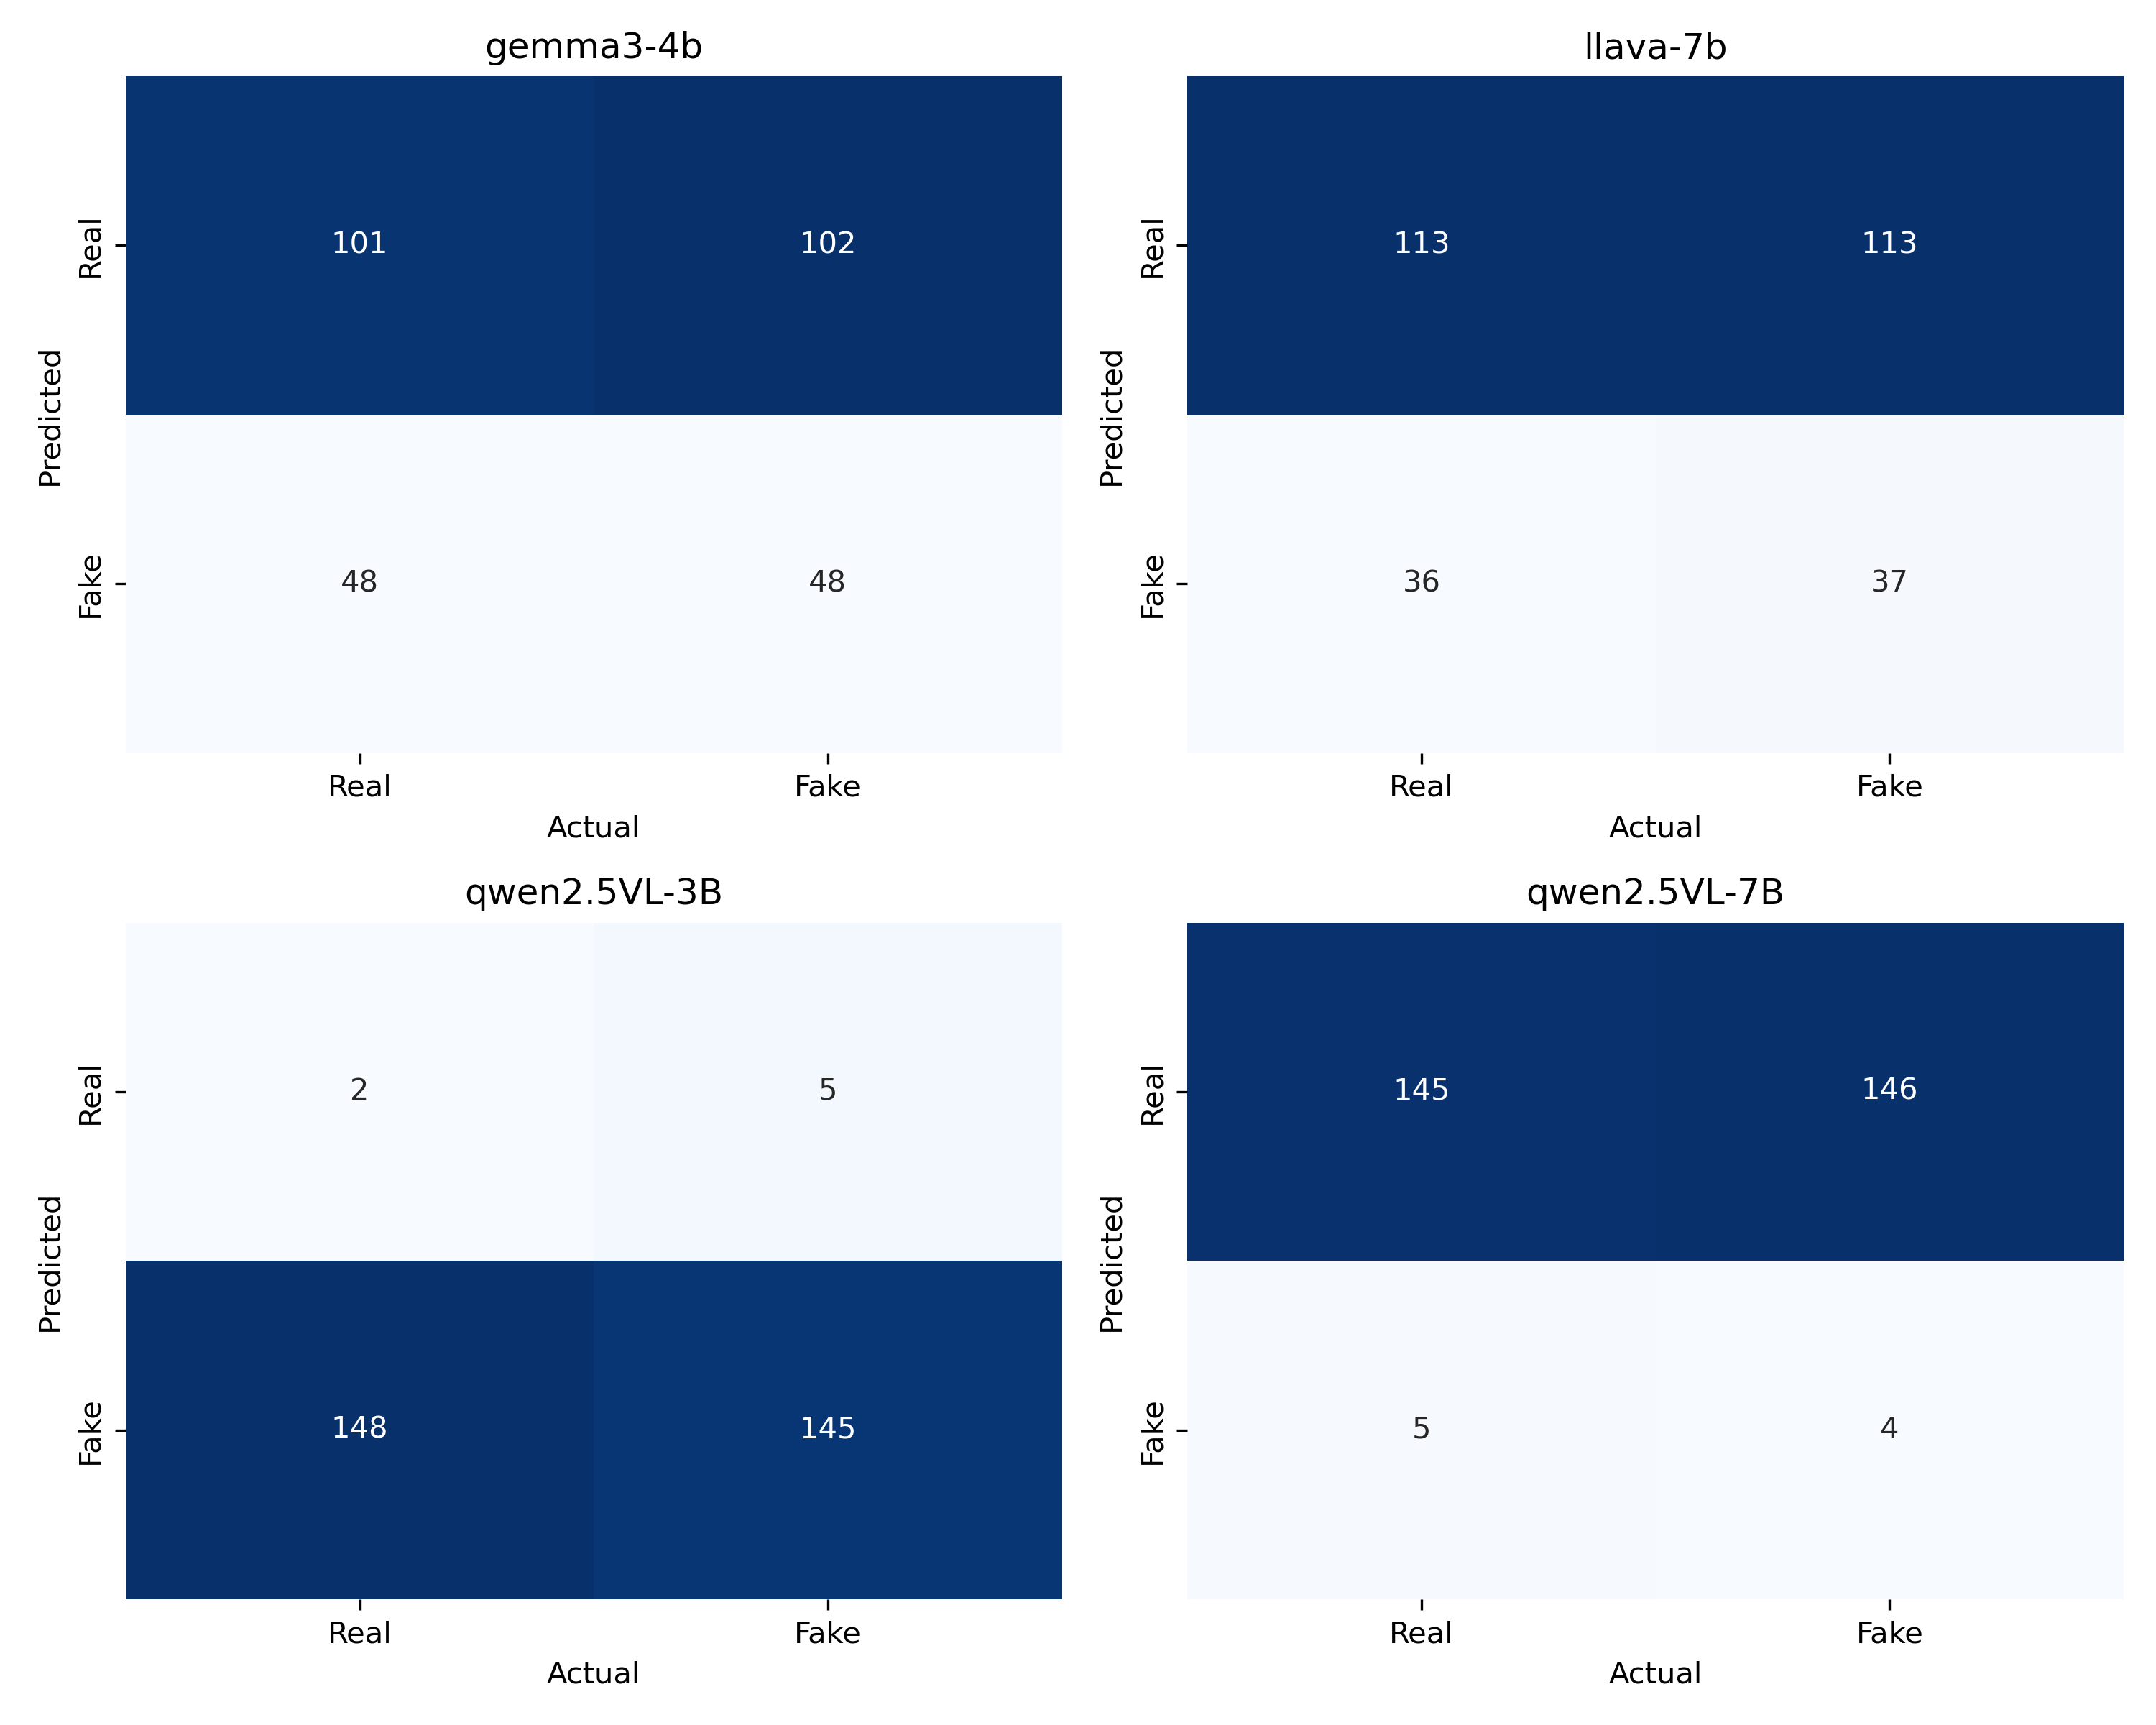 gemma3-4b
Predicted
Real
101 102
Fake
48 48
Real Fake
Actual
llava-7b
Predicted
Real
113 113
Fake
36 37
Real Fake
Actual
qwen2.5VL-3B
Predicted
Real
2 5
Fake
148 145
Real Fake
Actual
qwen2.5VL-7B
Predicted
Real
145 146
Fake
5 4
Real Fake
Actual